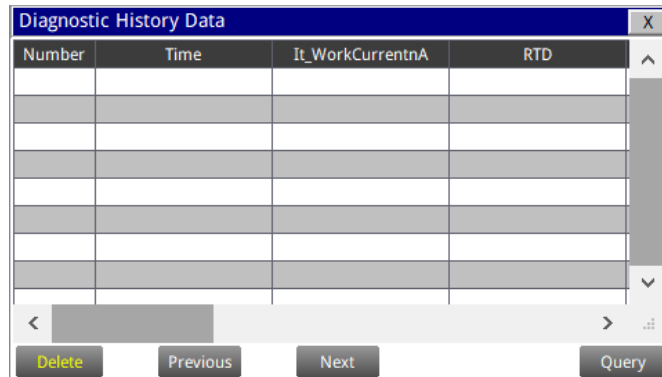 Diagnostic History Data X
Number Time It_WorkCurrentnA RTD
Delete Previous Next Query